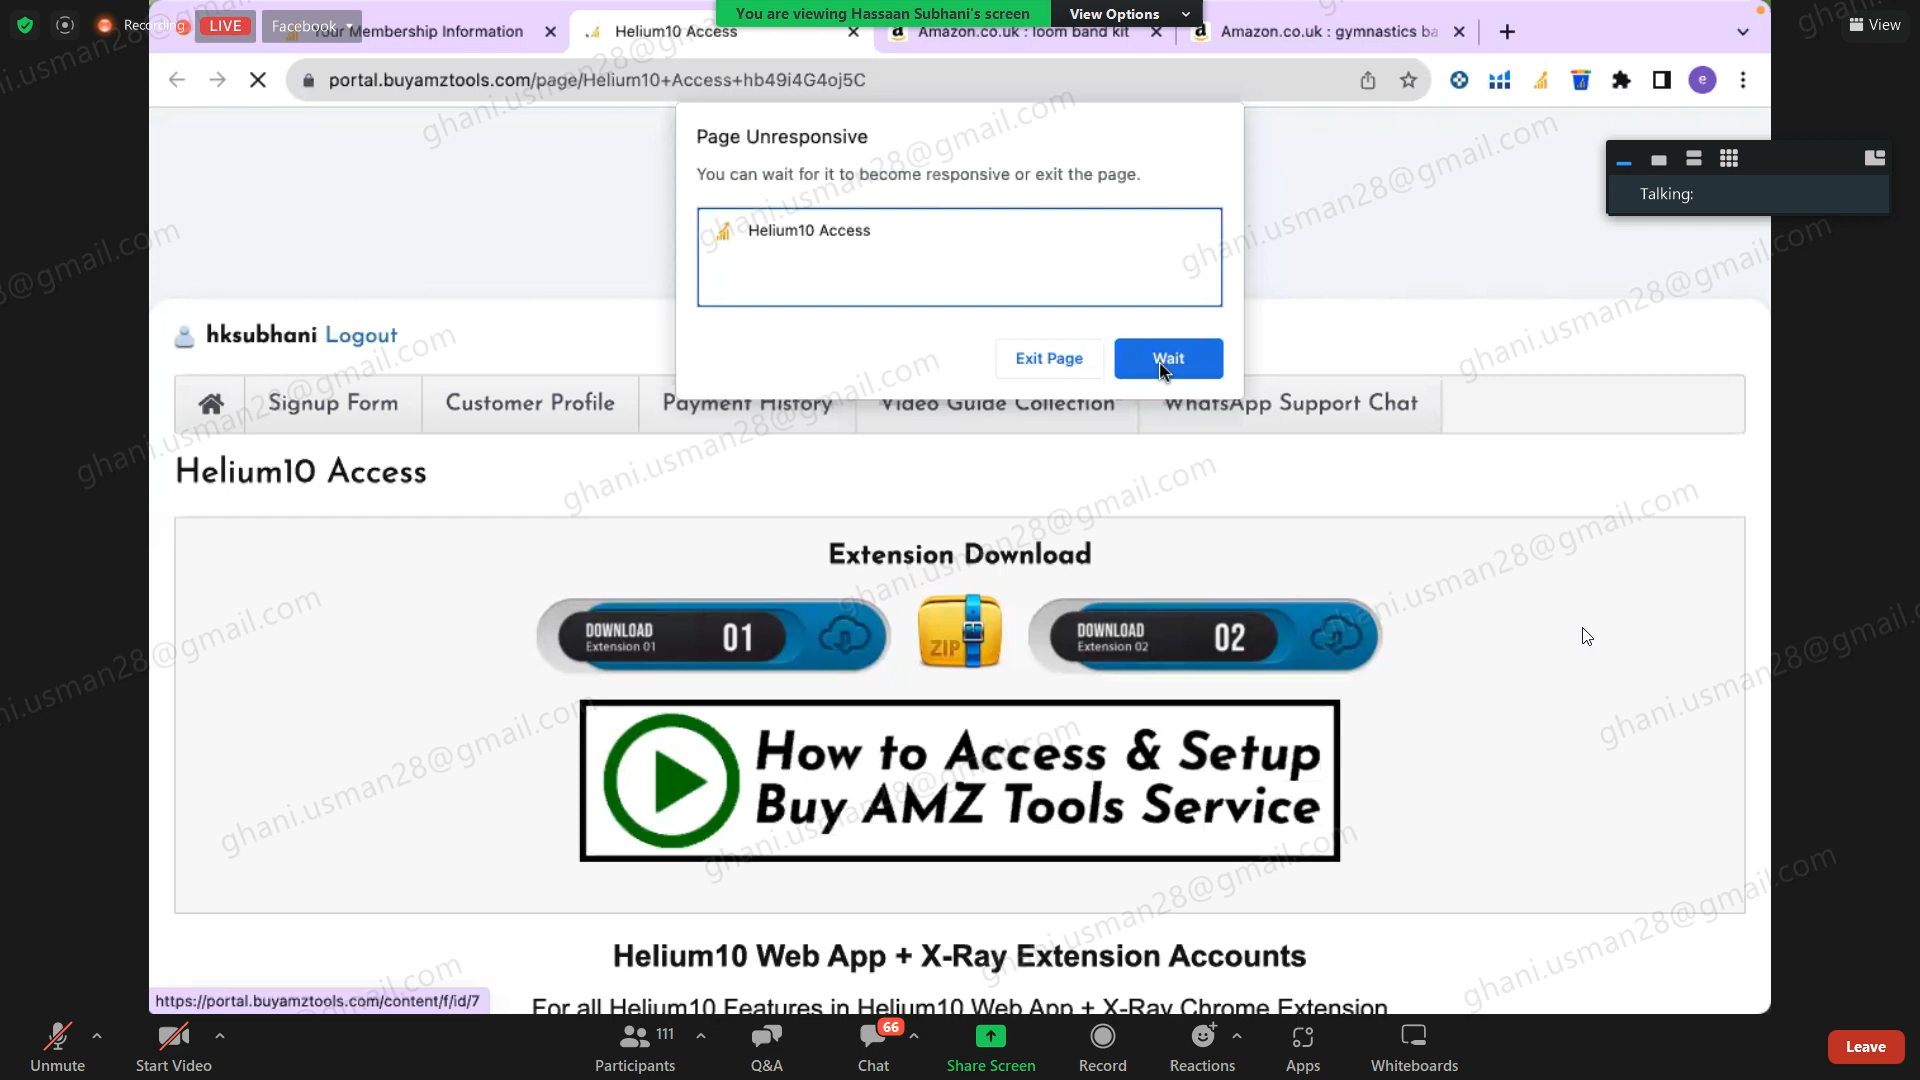 Recording
LIVE
Facebook
You are viewing Hassaan Subhani's screen
View Options
View
Your Membership Information
Helium10 Access
Amazon.co.uk : loom band kit
Amazon.co.uk : gymnastics ba
portal.buyamztools.com/page/Helium10+Access+hb49i4G4oj5C
e
Page Unresponsive
You can wait for it to become responsive or exit the page.
Helium10 Access
Exit Page
Wait
Talking:
hksubhani Logout
Signup Form
Customer Profile
Payment History
Video Guide Collection
WhatsApp Support Chat
Helium10 Access
Extension Download
DOWNLOAD
Extension 01
01
ZIP
DOWNLOAD
Extension 02
02
How to Access & Setup
Buy AMZ Tools Service
Helium10 Web App + X-Ray Extension Accounts
For all Helium10 Features in Helium10 Web App + X-Ray Chrome Extension
https://portal.buyamztools.com/content/f/id/7
ghani.usman28@gmail.com
Unmute
Start Video
Participants
111
Q&A
Chat
66
Share Screen
Record
Reactions
Apps
Whiteboards
Leave